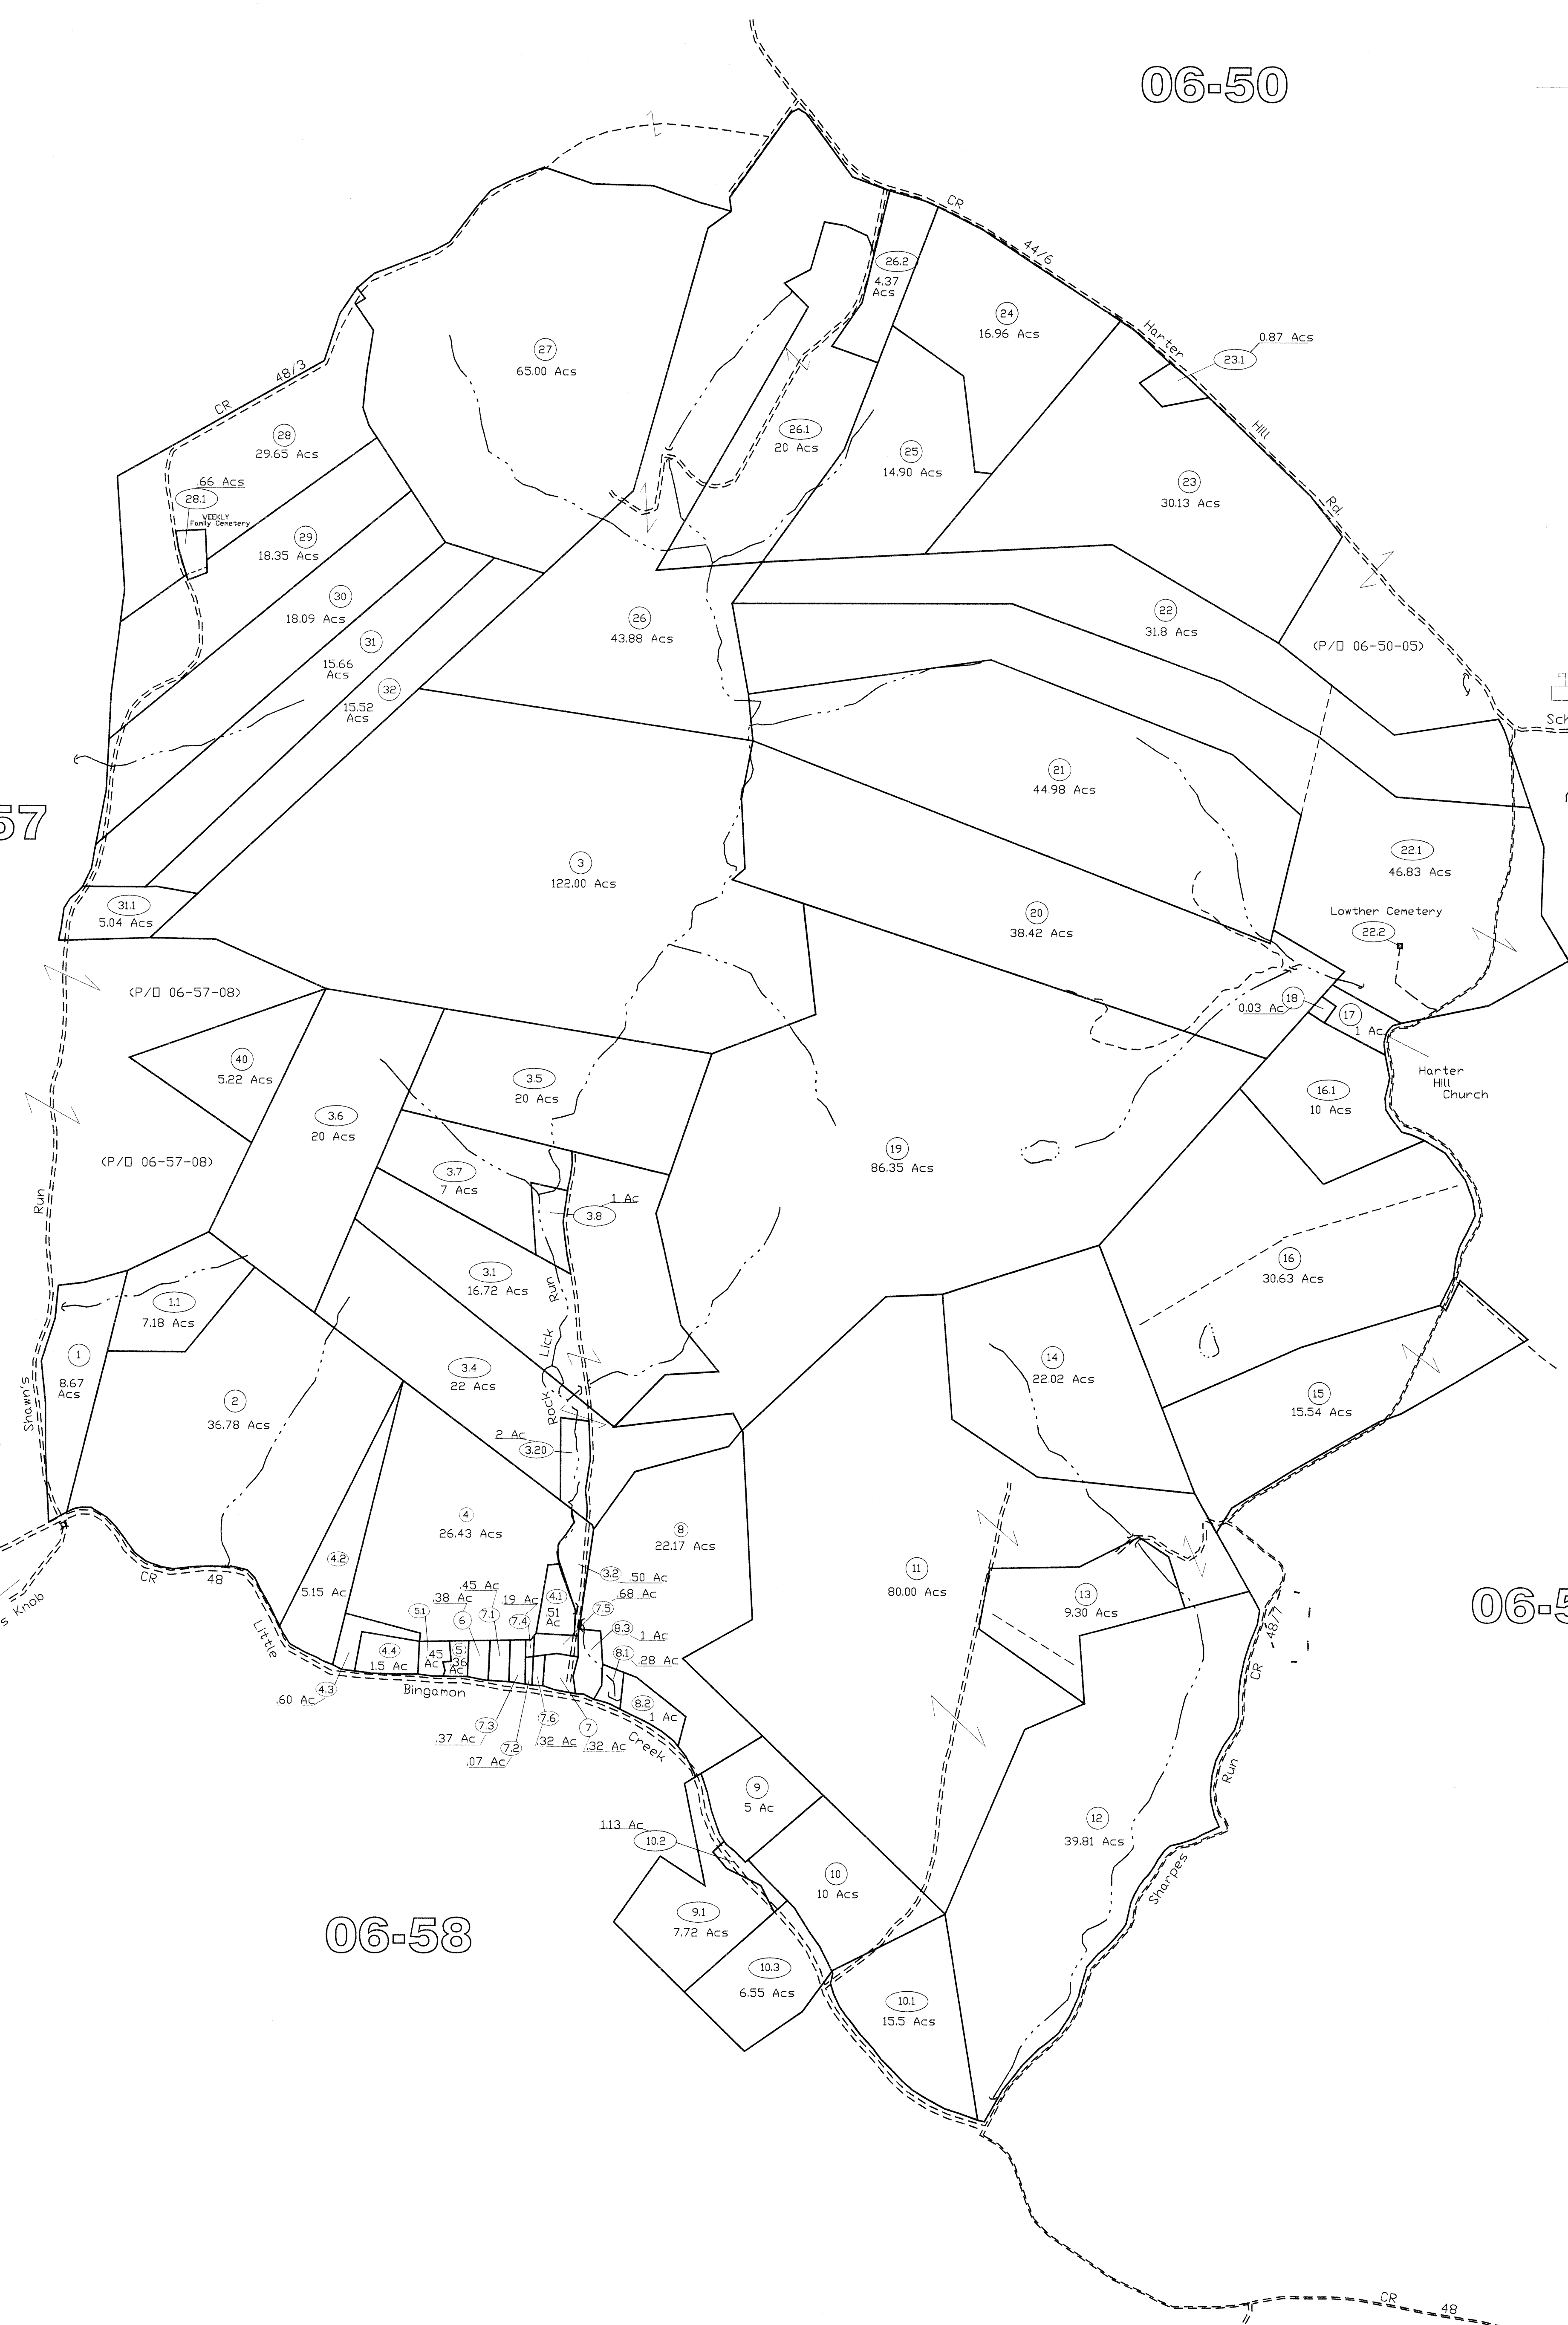 06-50
CR
44/6
Harter
Hill
Rd.
26.2
4.37
Acs
24
16.96 Acs
0.87 Acs
23.1
27
65.00 Acs
48/3
CR
28
29.65 Acs
.66 Acs
28.1
WEEKLY
Family Cemetery
26.1
20 Acs
25
14.90 Acs
23
30.13 Acs
29
18.35 Acs
30
18.09 Acs
31
15.66
Acs
32
15.52
Acs
26
43.88 Acs
22
31.8 Acs
(P/O 06-50-05)
Sch
57
21
44.98 Acs
3
122.00 Acs
22.1
46.83 Acs
31.1
5.04 Acs
20
38.42 Acs
Lowther Cemetery
22.2
(P/O 06-57-08)
0.03 Ac
18
17
1 Ac
Harter
Hill
Church
40
5.22 Acs
3.5
20 Acs
16.1
10 Acs
3.6
20 Acs
(P/O 06-57-08)
19
86.35 Acs
3.7
7 Acs
1 Ac
3.8
Run
3.1
16.72 Acs
Rock Lick Run
16
30.63 Acs
1.1
7.18 Acs
1
8.67
Acs
Shawn's
2
36.78 Acs
3.4
22 Acs
14
22.02 Acs
15
15.54 Acs
2 Ac
3.20
4
26.43 Acs
8
22.17 Acs
4.2
5.15 Ac
11
80.00 Acs
13
9.30 Acs
06-5
s Knob
CR
48
Little
3.2
.50 Ac
.68 Ac
7.5
.45 Ac
.38 Ac
.19 Ac
4.1
.51
Ac
5.1
6
7.1
7.4
8.3
1 Ac
4.4
1.5 Ac
.45
Ac
5
.36
Ac
8.1
.28 Ac
4.3
.60 Ac
Bingamon
8.2
1 Ac
7.3
.37 Ac
7.2
.07 Ac
7.6
.32 Ac
7
.32 Ac
Creek
48/7
CR
Run
Sharpes
9
5 Ac
12
39.81 Acs
1.13 Ac
10.2
10
10 Acs
9.1
7.72 Acs
06-58
10.3
6.55 Acs
10.1
15.5 Acs
CR
48